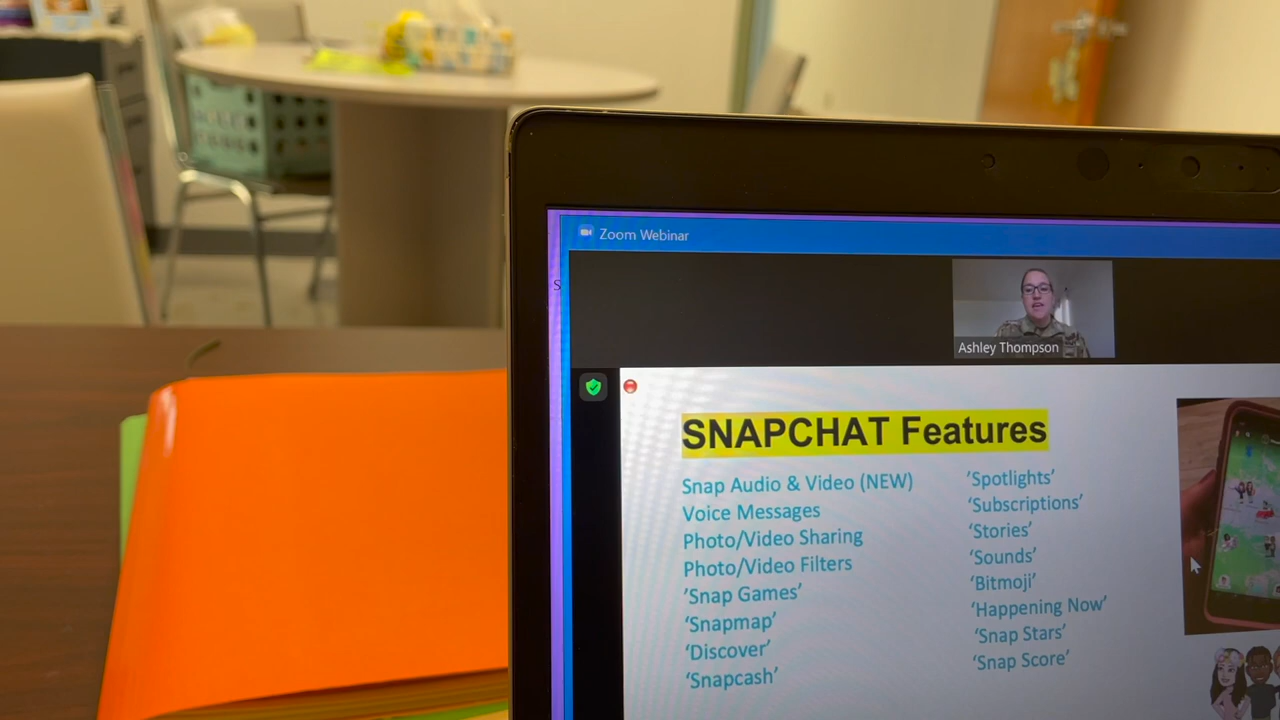 Zoom Webinar
S
Ashley Thompson
SNAPCHAT Features
Snap Audio & Video (NEW)
Voice Messages
Photo/Video Sharing
Photo/Video Filters
'Snap Games'
'Snapmap'
'Discover'
'Snapcash'
'Spotlights'
'Subscriptions'
'Stories'
'Sounds'
'Bitmoji'
'Happening Now'
'Snap Stars'
'Snap Score'